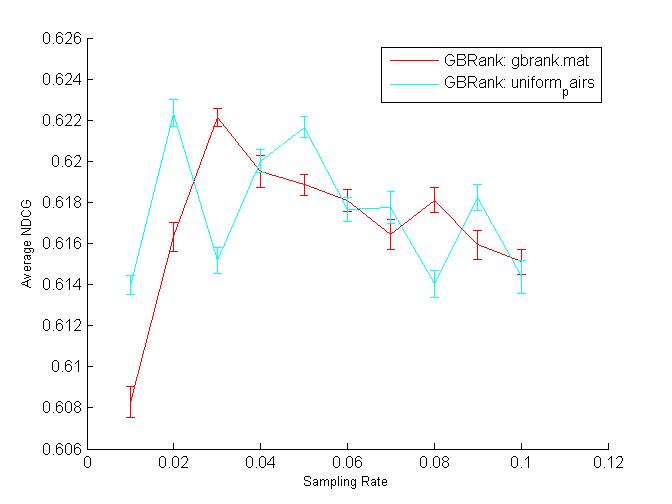 0.626
0.624
0.622
0.62
0.618
0.616
0.614
0.612
0.61
0.608
0.606
Average NDCG
GBRank: gbrank.mat
GBRank: uniform_pairs
0 0.02 0.04 0.06 0.08 0.1 0.12
Sampling Rate